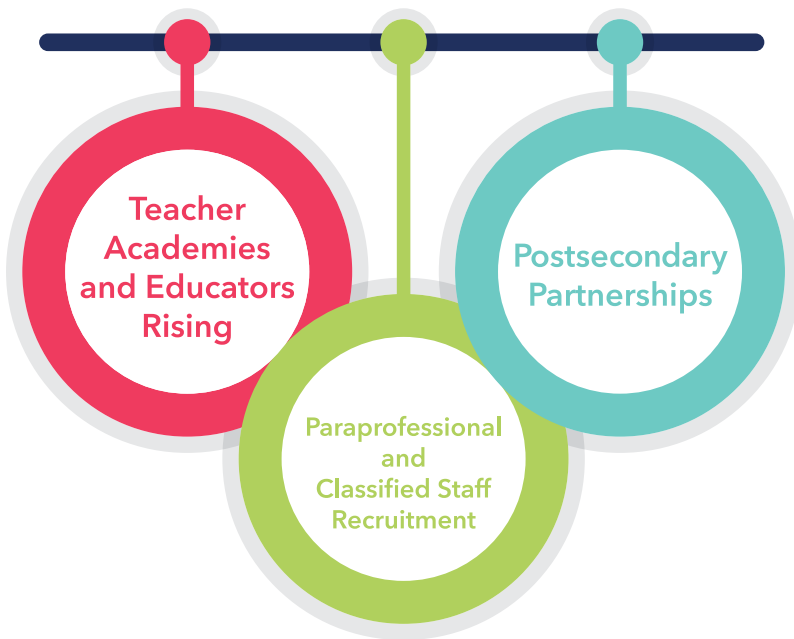 Teacher
Academies
and Educators
Rising
Postsecondary
Partnerships
Paraprofessional
and
Classified Staff
Recruitment